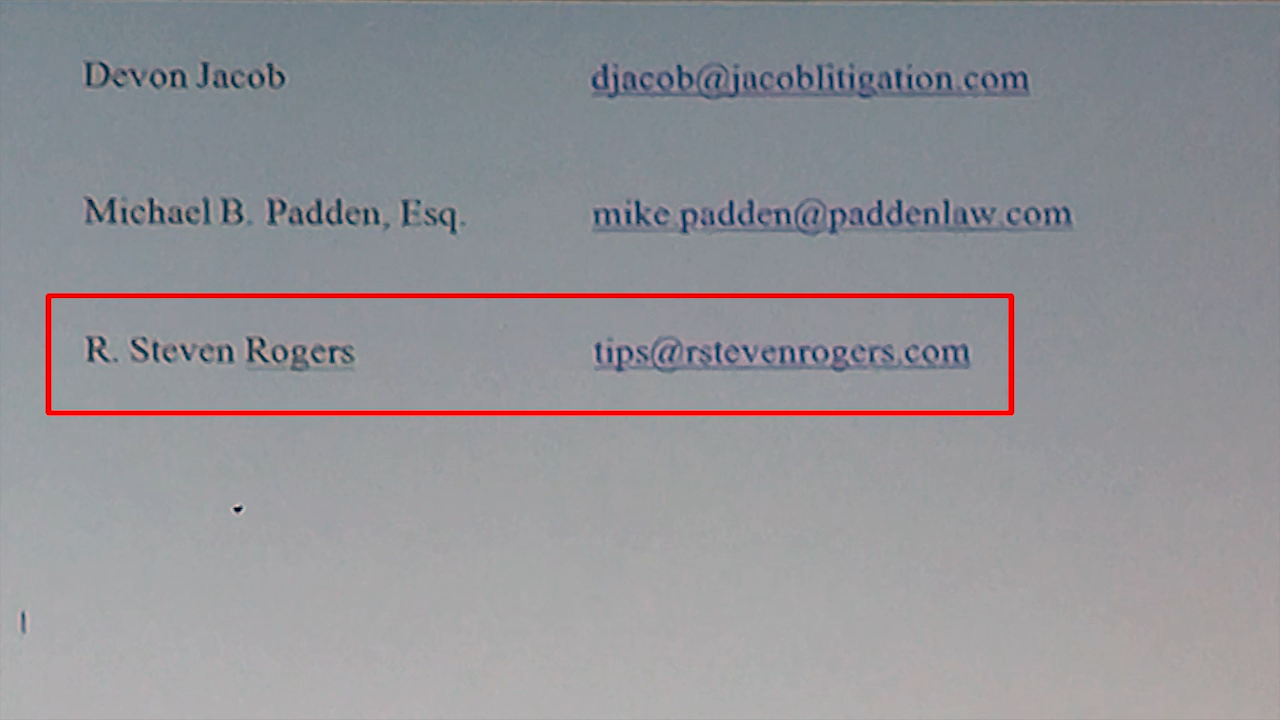 Devon Jacob djacob@jacoblitigation.com
Michael B. Padden, Esq. mike.padden@paddenlaw.com
R. Steven Rogers tips@rstevenrogers.com